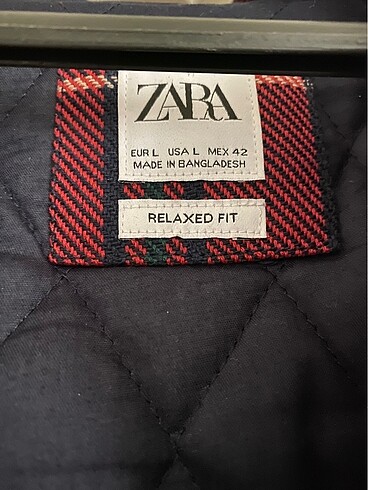 ZARA
EUR L USA L MEX 42
MADE IN BANGLADESH
RELAXED FIT